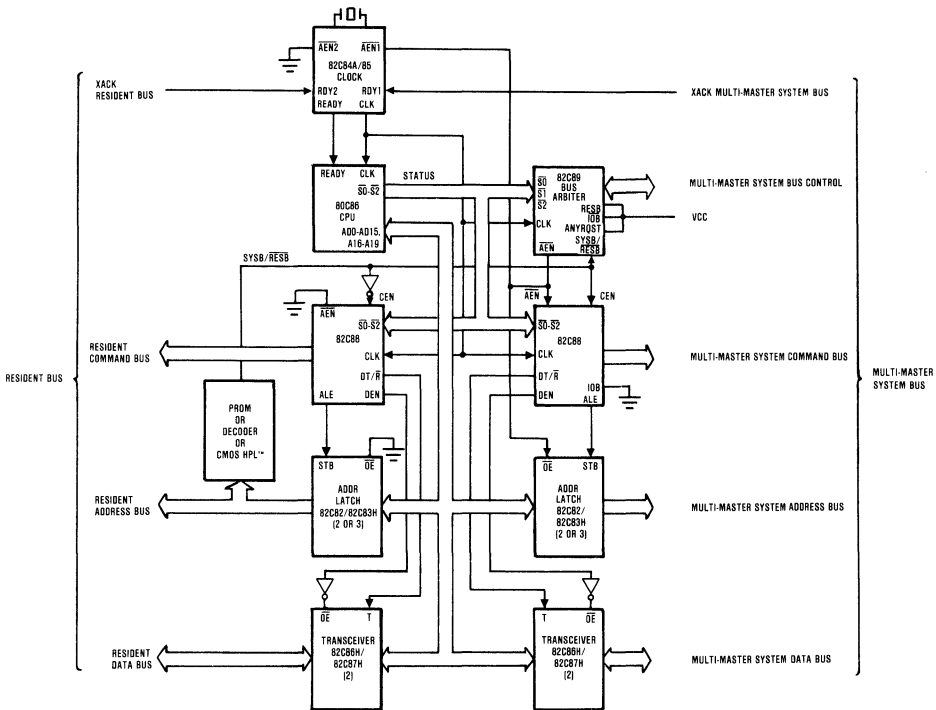 AEN2 AEN1
82C84A/85
CLOCK
XACK
RESIDENT BUS
RDY2 RDY1
READY CLK
XACK MULTI-MASTER SYSTEM BUS
READY CLK
STATUS
S0-S2
80C86
CPU
AD0-AD15,
A16-A19
82C89
BUS
ARBITER
S0
S1
S2
RESB
IOB
ANYRQST
SYSB/
RESB
CLK
AEN
MULTI-MASTER SYSTEM BUS CONTROL
VCC
SYSB/RESB
CEN
AEN
82C88
S0-S2
CLK
DT/R
DEN
ALE
AEN
CEN
S0-S2
82C88
CLK
DT/R
DEN
IOB
ALE
RESIDENT
COMMAND BUS
MULTI-MASTER SYSTEM COMMAND BUS
RESIDENT BUS
MULTI-MASTER
SYSTEM BUS
PROM
OR
DECODER
OR
CMOS HPL™
STB OE
ADDR
LATCH
82C82/82C83H
(2 OR 3)
OE STB
ADDR
LATCH
82C82/
82C83H
(2 OR 3)
RESIDENT
ADDRESS BUS
MULTI-MASTER SYSTEM ADDRESS BUS
OE T
TRANSCEIVER
82C86H/
82C87H
(2)
T OE
TRANSCEIVER
82C86H/
82C87H
(2)
RESIDENT
DATA BUS
MULTI-MASTER SYSTEM DATA BUS